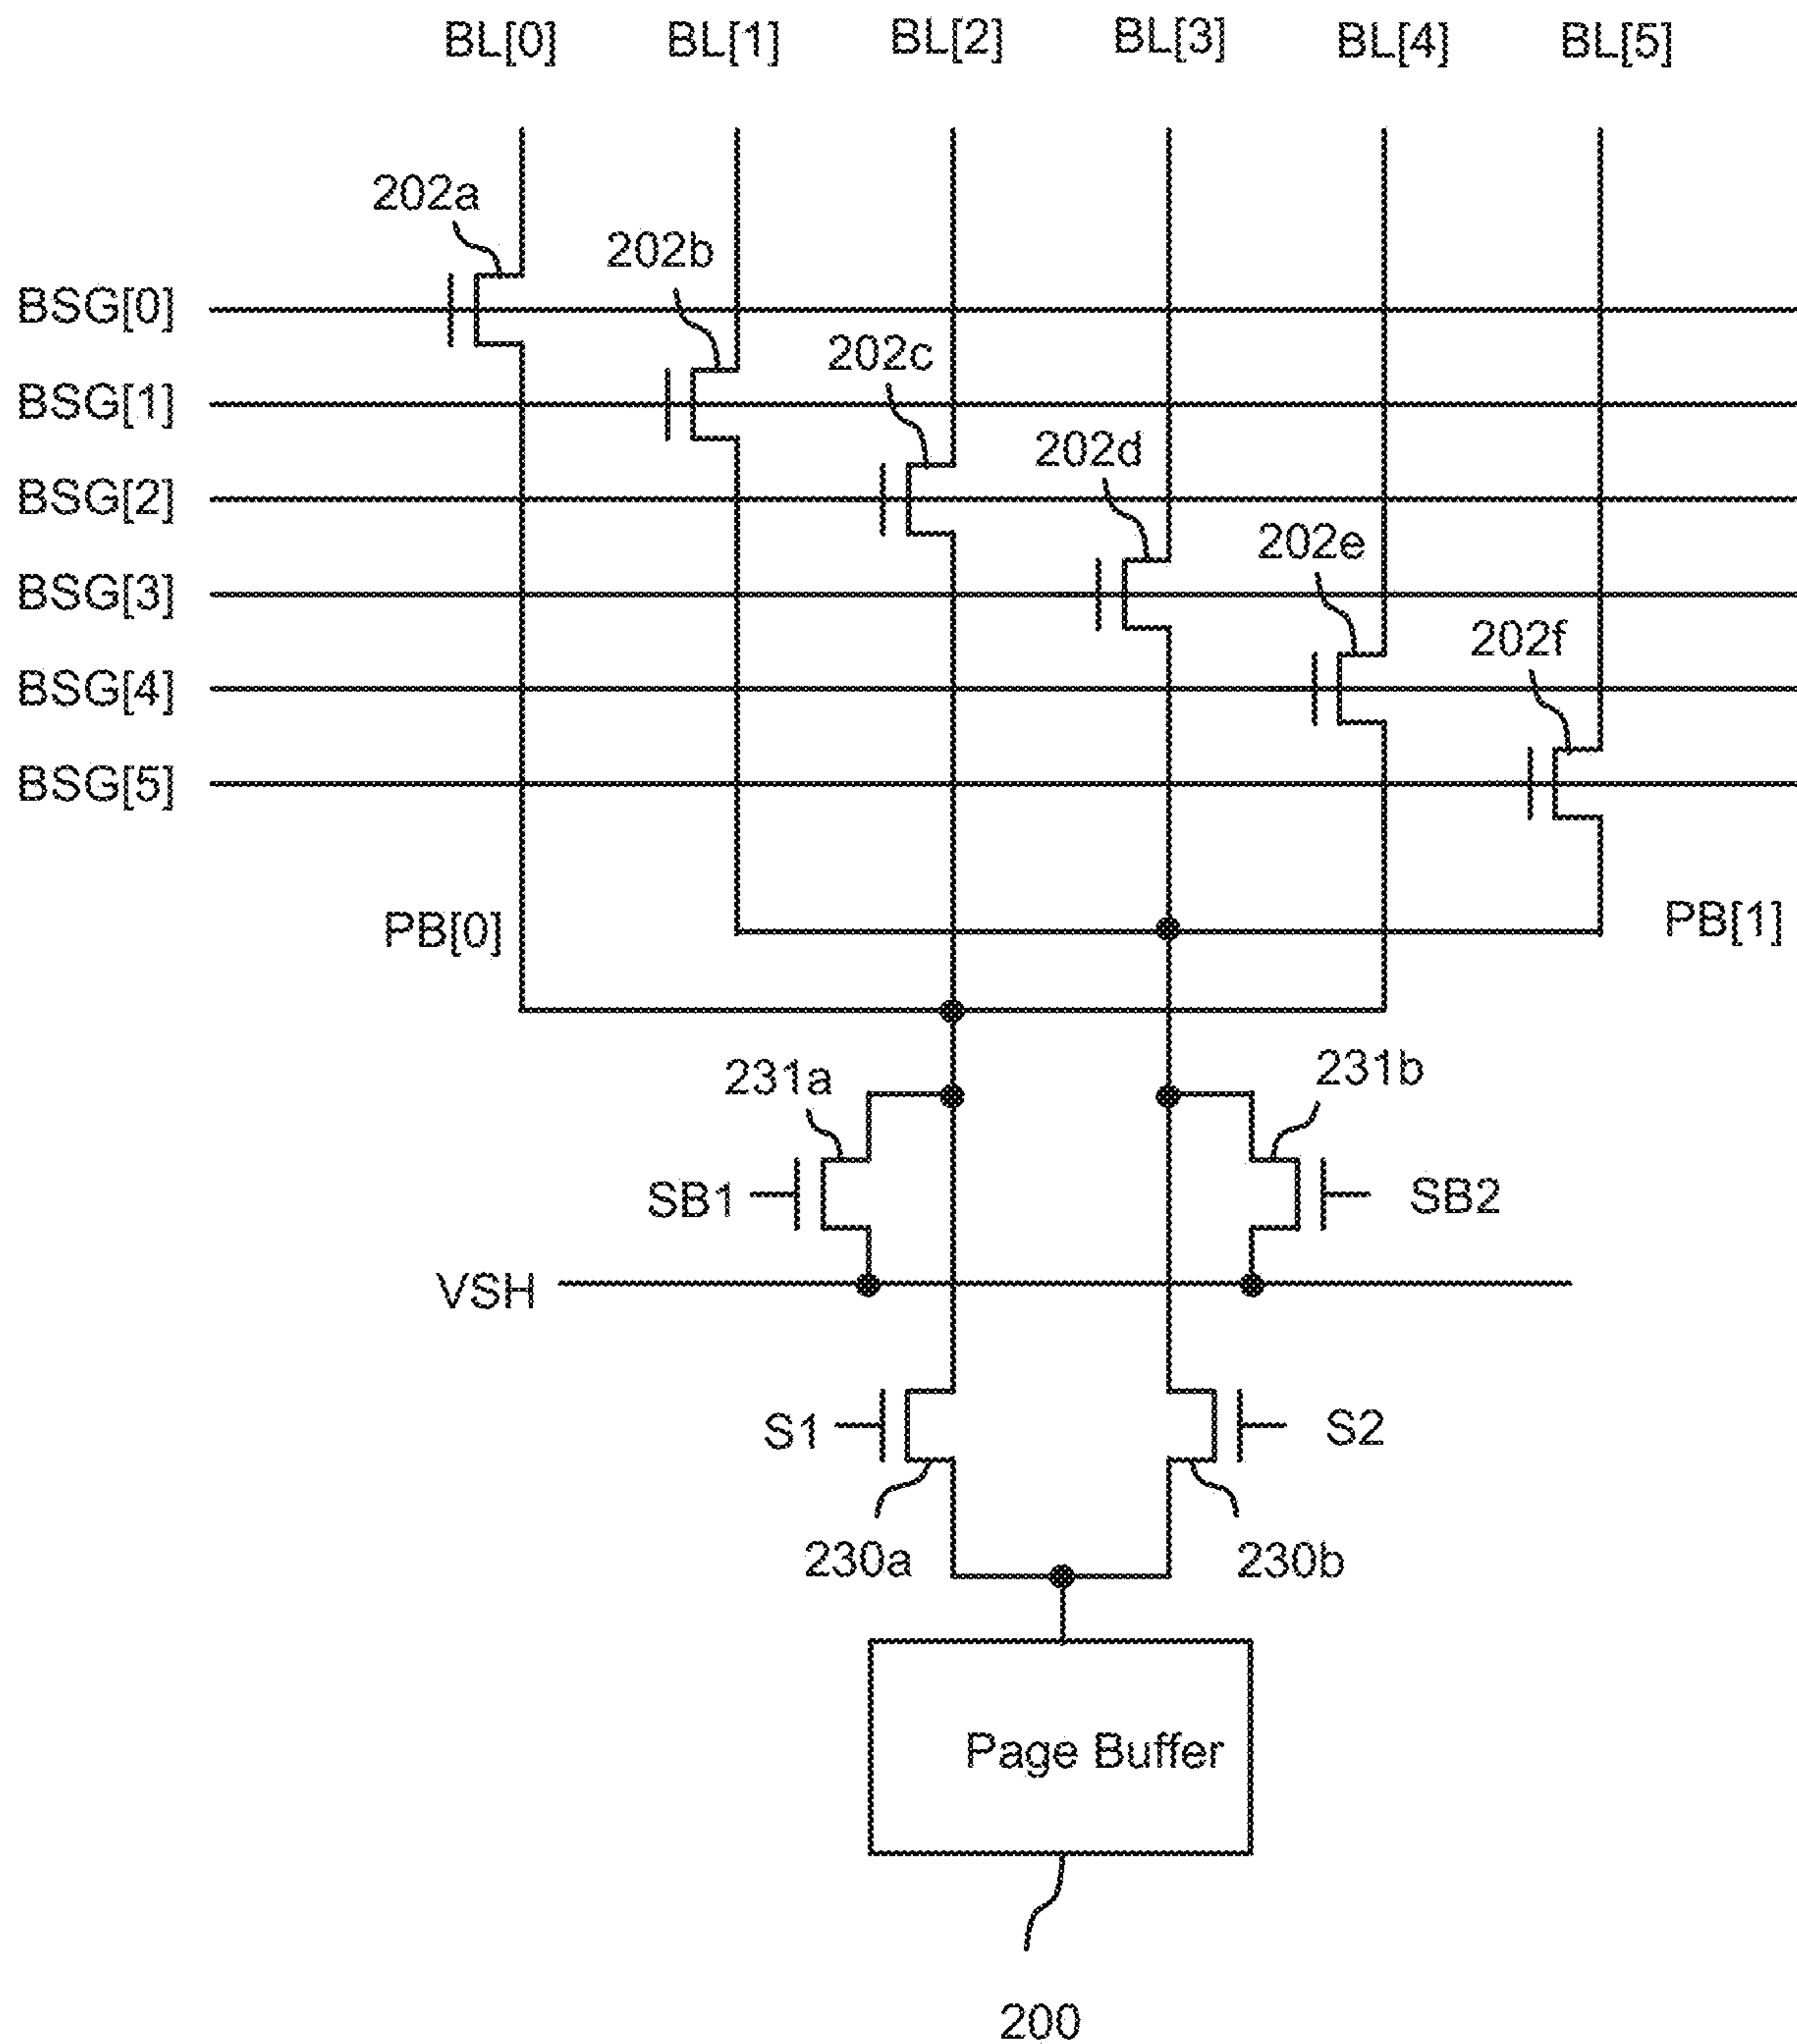 BL[0] BL[1] BL[2] BL[3] BL[4] BL[5]
202a
202b
BSG[0]
202c
BSG[1]
202d
BSG[2]
202e
BSG[3]
202f
BSG[4]
BSG[5]
PB[0] PB[1]
231a 231b
SB1 SB2
VSH
S1 S2
230a 230b
Page Buffer
200